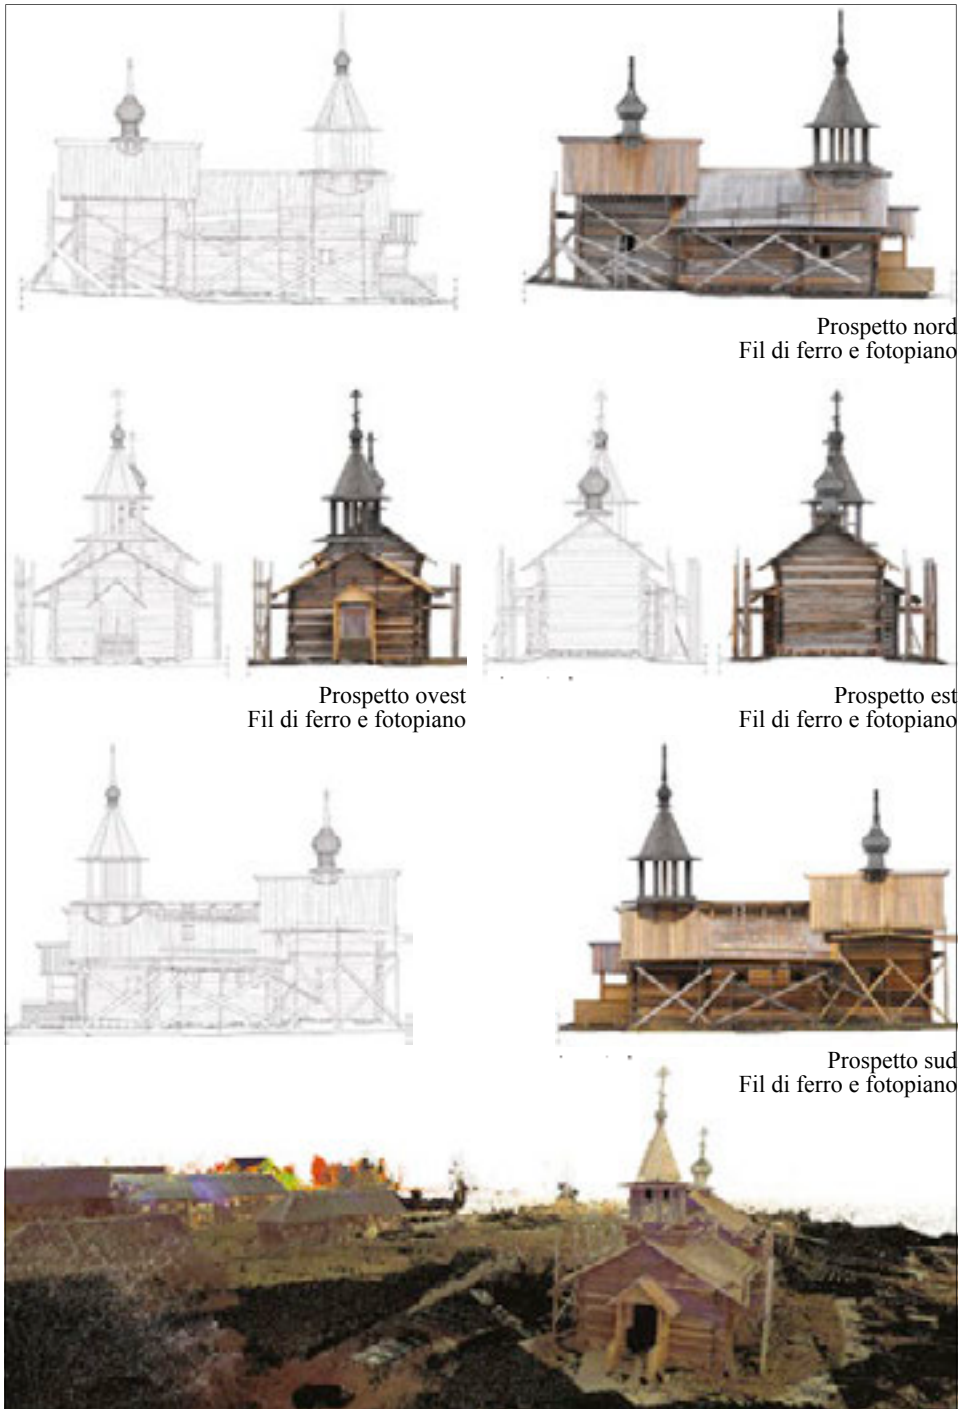 Prospetto nord
Fil di ferro e fotopiano
Prospetto ovest
Fil di ferro e fotopiano
Prospetto est
Fil di ferro e fotopiano
Prospetto sud
Fil di ferro e fotopiano